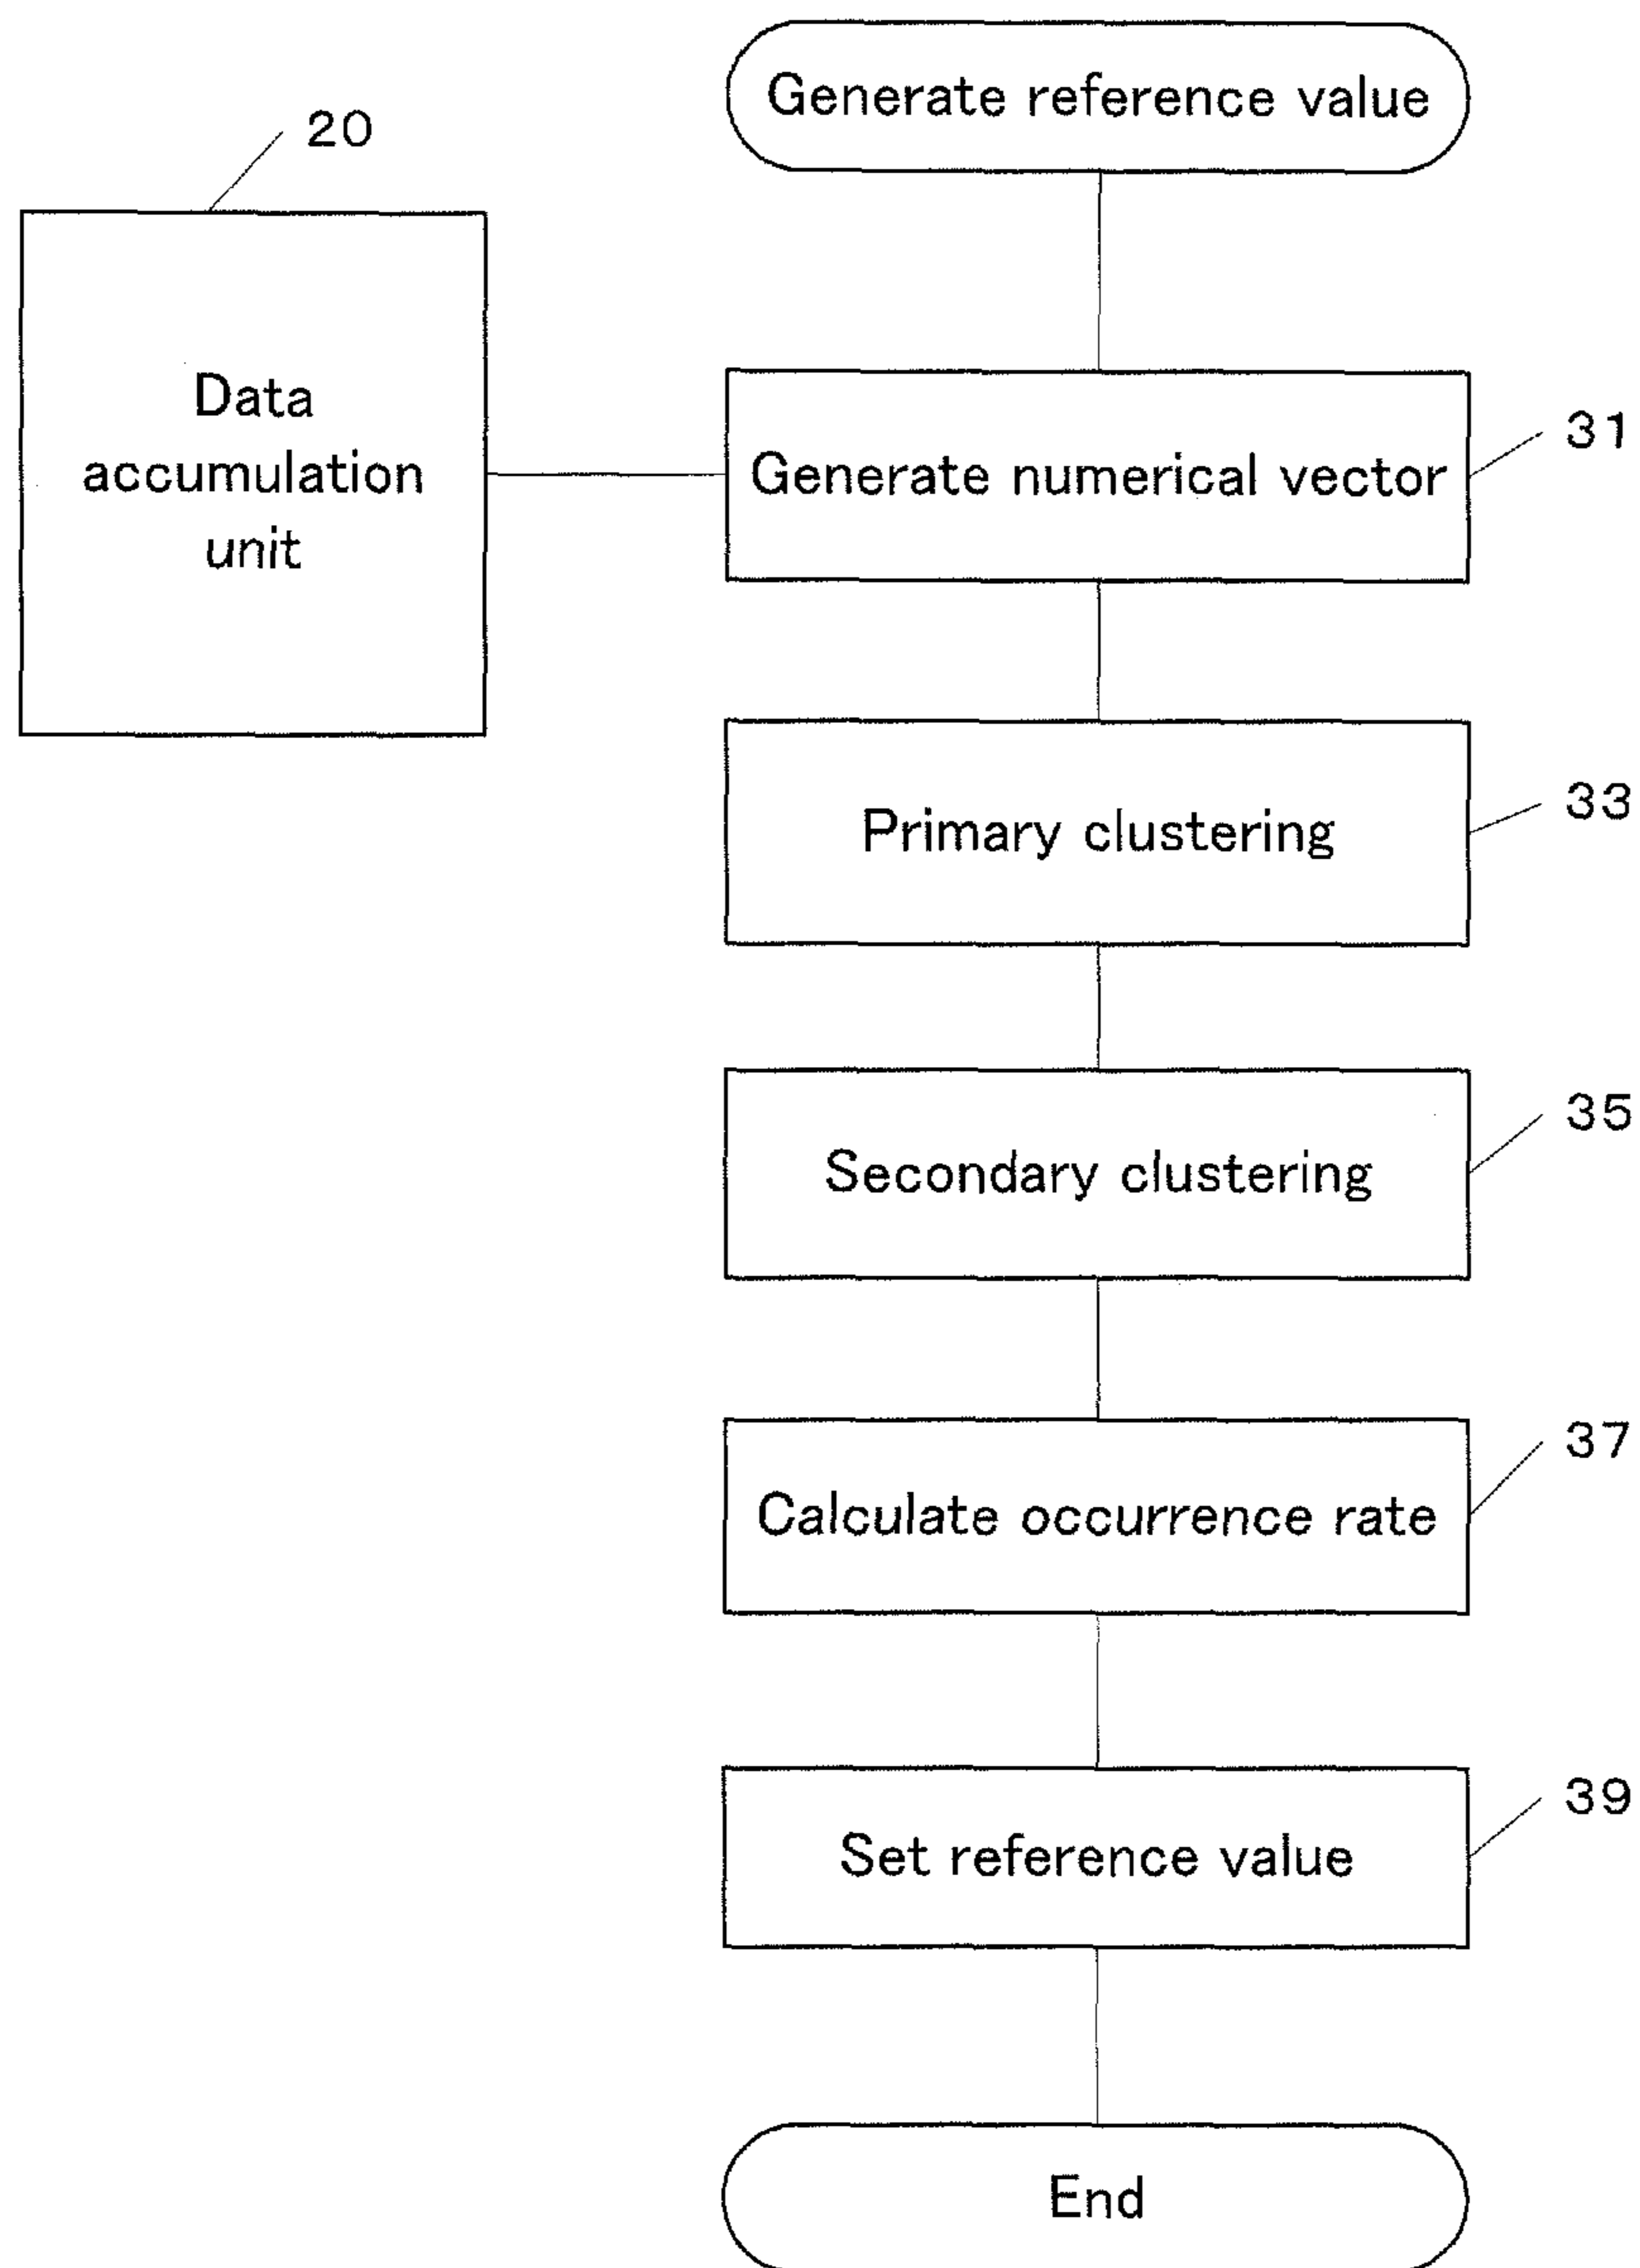 Generate reference value
20
Data
accumulation
unit
31
Generate numerical vector
33
Primary clustering
35
Secondary clustering
37
Calculate occurrence rate
39
Set reference value
End